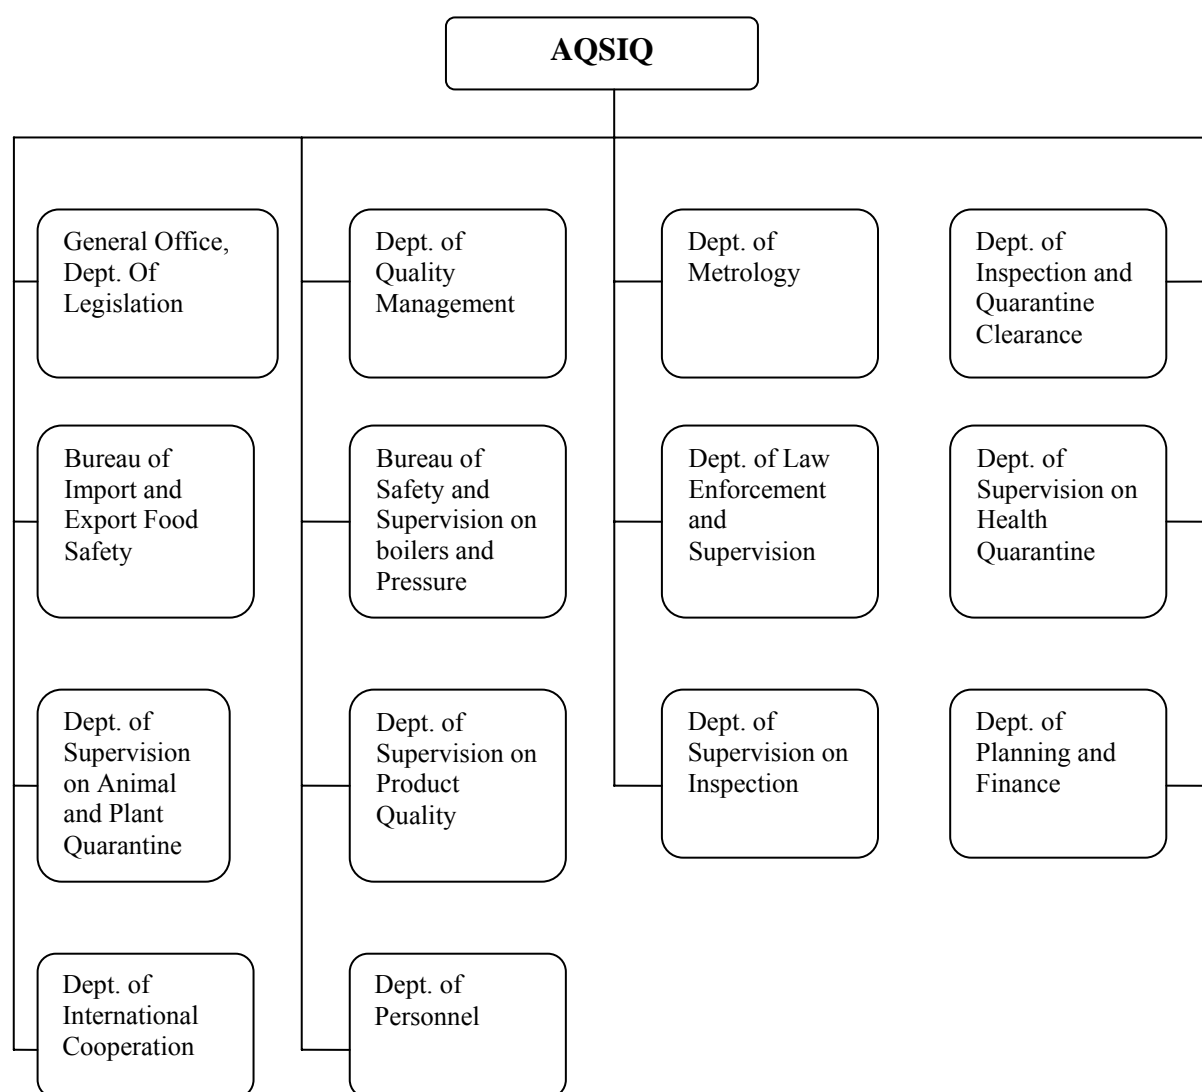 AQSIQ
General Office,
Dept. Of
Legislation
Dept. of
Quality
Management
Dept. of
Metrology
Dept. of
Inspection and
Quarantine
Clearance
Bureau of
Import and
Export Food
Safety
Bureau of
Safety and
Supervision on
boilers and
Pressure
Dept. of Law
Enforcement
and
Supervision
Dept. of
Supervision on
Health
Quarantine
Dept. of
Supervision
on Animal
and Plant
Quarantine
Dept. of
Supervision on
Product
Quality
Dept. of
Supervision on
Inspection
Dept. of
Planning and
Finance
Dept. of
International
Cooperation
Dept. of
Personnel